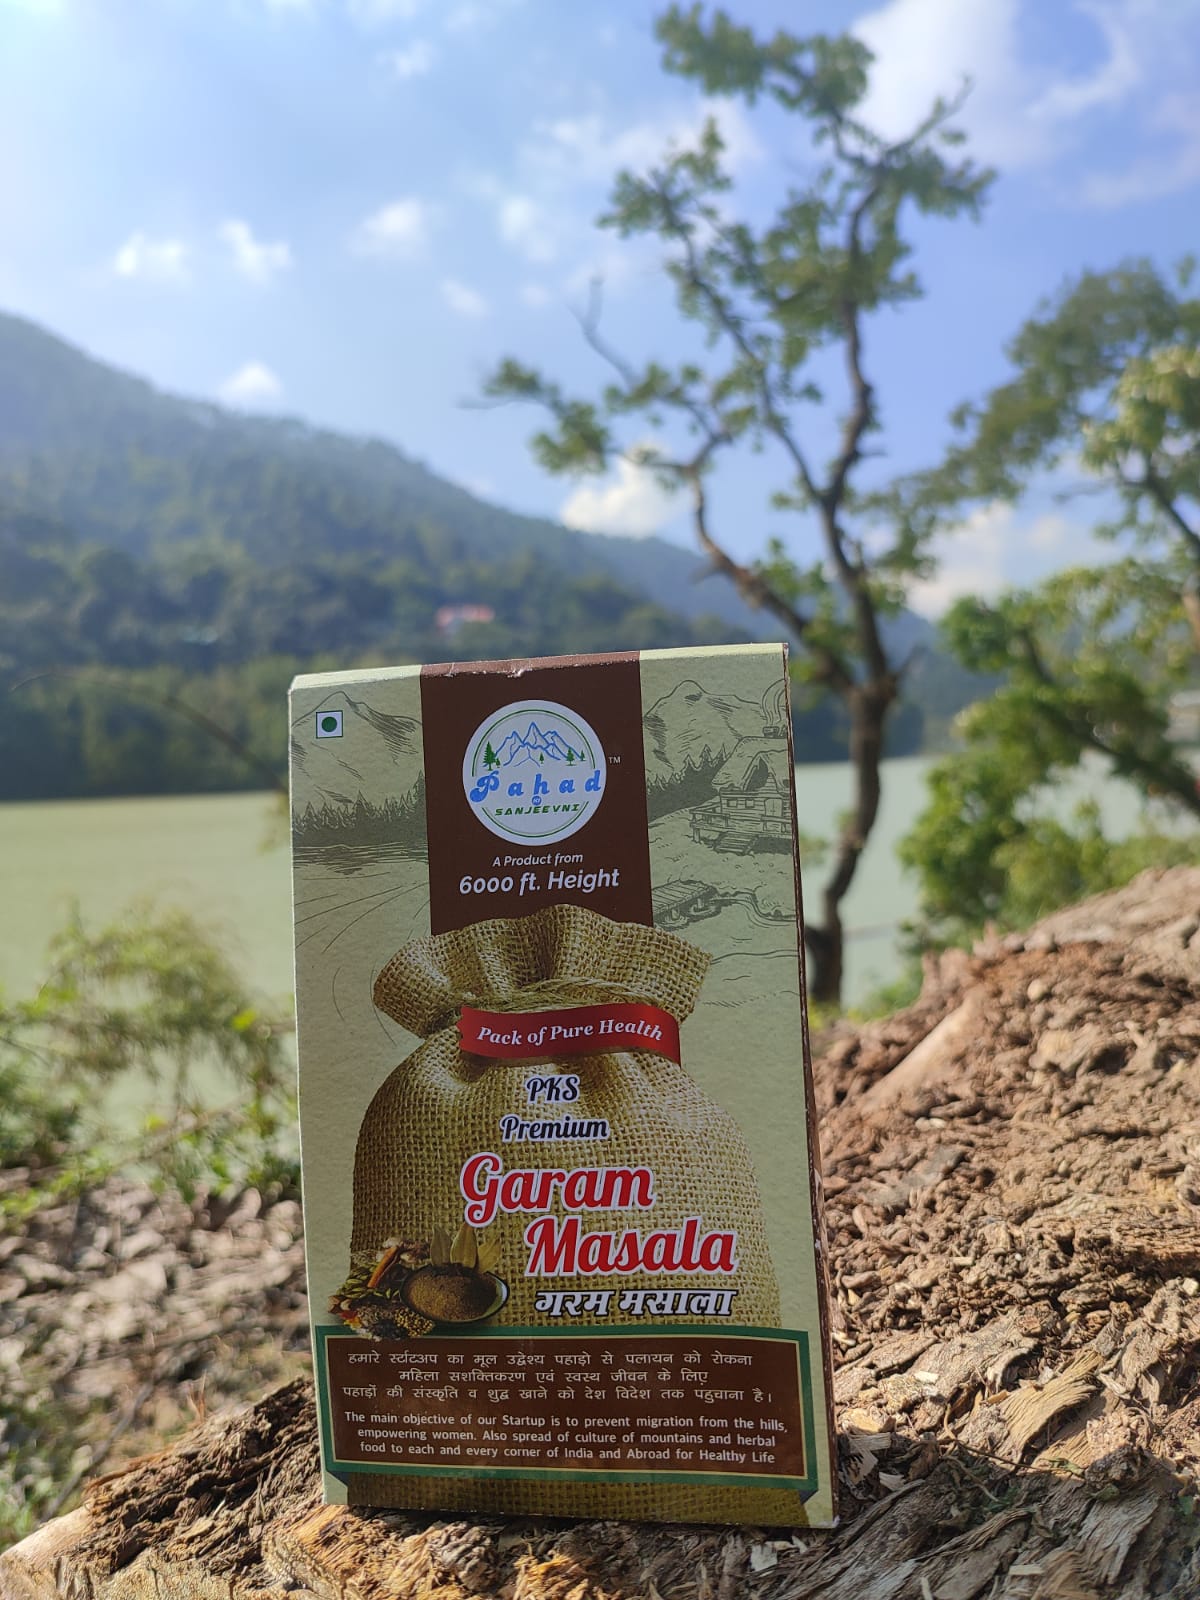 Pahad
KI
SANJEEVNI
TM
A Product from
6000 ft. Height
Pack of Pure Health
PKS
Premium
Garam
Masala
गरम मसाला
हमारे र्स्टाटअप का मूल उद्वेश्य पहाड़ो से पलायन को रोकना
महिला सशक्तिकरण एवं स्वस्थ जीवन के लिए
पहाड़ों की संस्कृति व शुद्व खाने को देश विदेश तक पहुचाना है।
The main objective of our Startup is to prevent migration from the hills,
empowering women. Also spread of culture of mountains and herbal
food to each and every corner of India and Abroad for Healthy Life